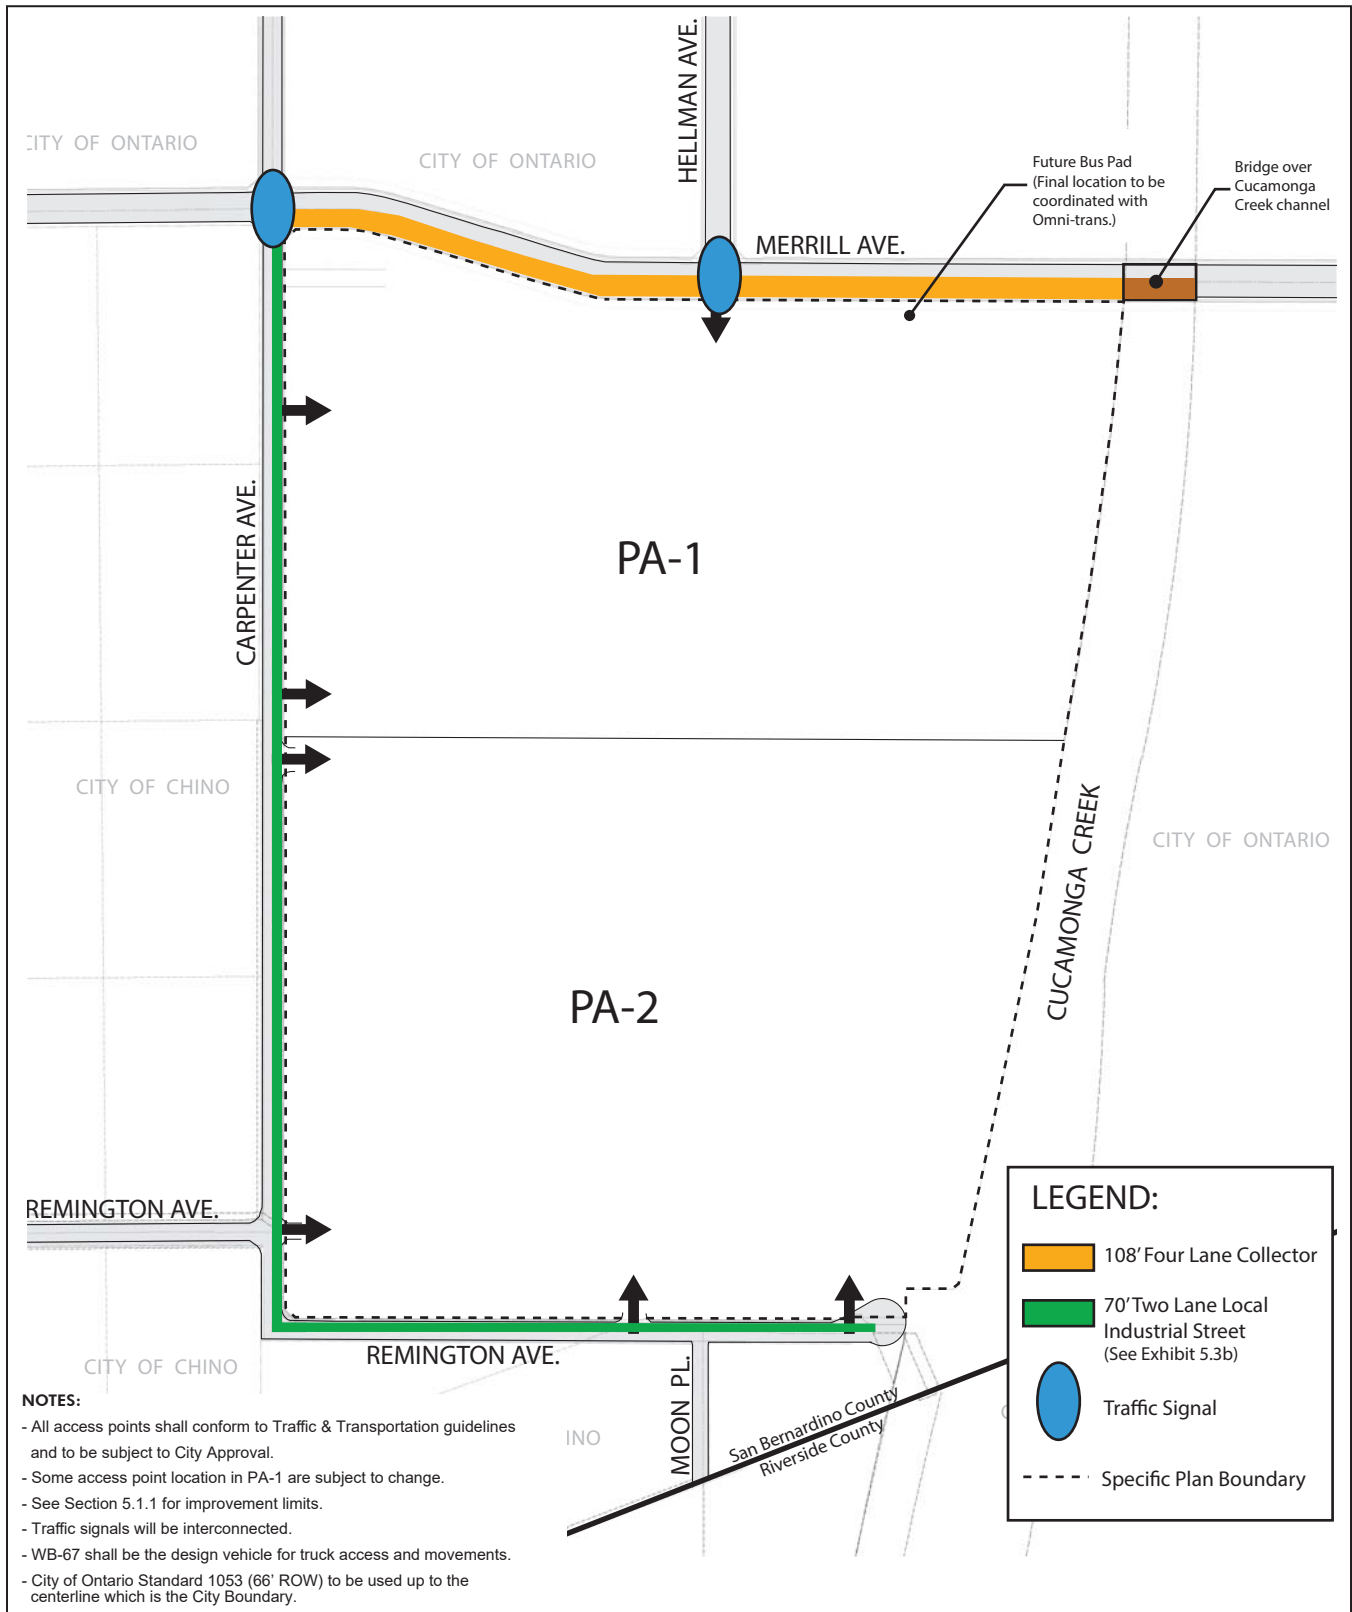 HELLMAN AVE.
CITY OF ONTARIO
CITY OF ONTARIO
Future Bus Pad
(Final location to be
coordinated with
Omni-trans.)
Bridge over
Cucamonga
Creek channel
MERRILL AVE.
CARPENTER AVE.
PA-1
CITY OF CHINO
CUCAMONGA CREEK
CITY OF ONTARIO
PA-2
REMINGTON AVE.
REMINGTON AVE.
CITY OF CHINO
MOON PL.
San Bernardino County
Riverside County
INO
LEGEND:
108' Four Lane Collector
70' Two Lane Local
Industrial Street
(See Exhibit 5.3b)
Traffic Signal
Specific Plan Boundary
NOTES:
- All access points shall conform to Traffic & Transportation guidelines
and to be subject to City Approval.
- Some access point location in PA-1 are subject to change.
- See Section 5.1.1 for improvement limits.
- Traffic signals will be interconnected.
- WB-67 shall be the design vehicle for truck access and movements.
- City of Ontario Standard 1053 (66' ROW) to be used up to the
centerline which is the City Boundary.